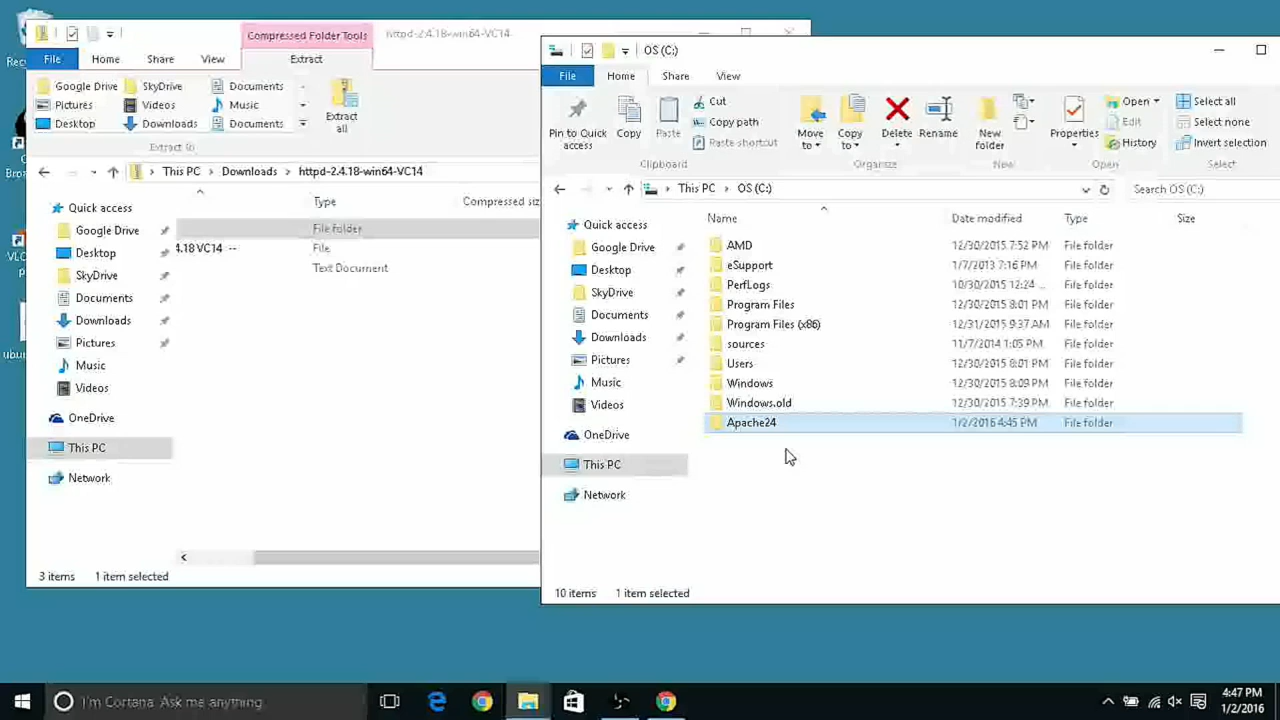 Compressed Folder Tools
httpd-2.4.18-win64-VC14
File Home Share View Extract
Google Drive SkyDrive Documents
Pictures Videos Music
Desktop Downloads Documents
Extract all
Extract To
This PC > Downloads > httpd-2.4.18-win64-VC14
Type Compressed size
File folder
4.18 VC14 -- File
Text Document
Quick access
Google Drive
Desktop
SkyDrive
Documents
Downloads
Pictures
Music
Videos
OneDrive
This PC
Network
3 items 1 item selected
OS (C:)
File Home Share View
Pin to Quick access
Copy
Paste
Cut
Copy path
Paste shortcut
Clipboard
Move to
Copy to
Delete
Rename
Organize
New folder
New
Properties
Open
Edit
History
Open
Select all
Select none
Invert selection
Select
This PC > OS (C:)
Search OS (C:)
Name Date modified Type Size
AMD 12/30/2015 7:52 PM File folder
eSupport 1/7/2013 7:16 PM File folder
PerfLogs 10/30/2015 12:24 ... File folder
Program Files 12/30/2015 8:01 PM File folder
Program Files (x86) 12/31/2015 9:37 AM File folder
sources 11/7/2014 1:05 PM File folder
Users 12/30/2015 8:01 PM File folder
Windows 12/30/2015 8:09 PM File folder
Windows.old 12/30/2015 7:39 PM File folder
Apache24 1/2/2016 4:45 PM File folder
Quick access
Google Drive
Desktop
SkyDrive
Documents
Downloads
Pictures
Music
Videos
OneDrive
This PC
Network
10 items 1 item selected
I'm Cortana. Ask me anything
4:47 PM
1/2/2016